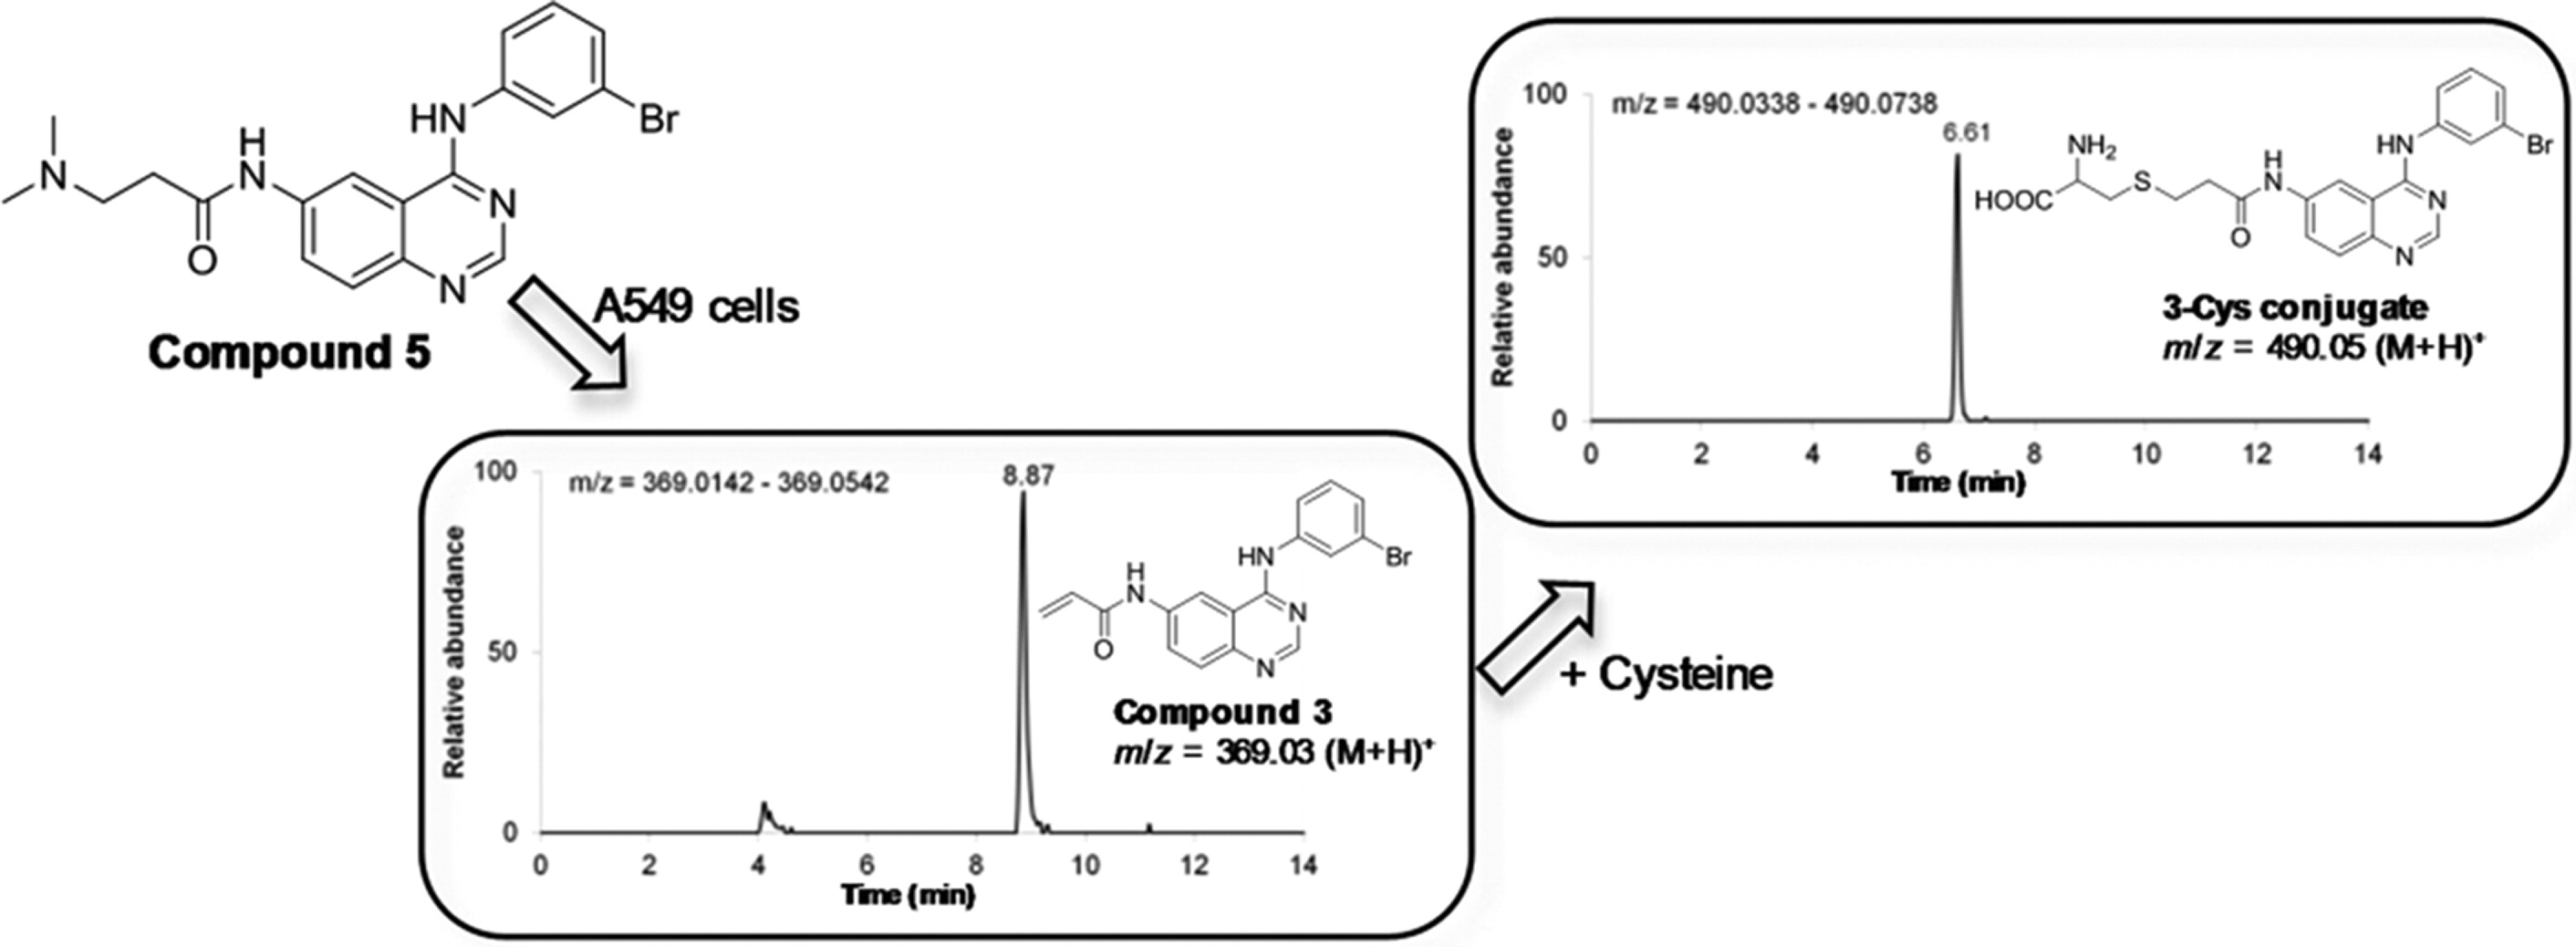 HN
Br
H
N
N
N
O
N
Compound 5
A549 cells
100
50
0
Relative abundance
m/z = 369.0142 - 369.0542
8.87
HN
Br
H
N
N
O
N
Compound 3
m/z = 369.03 (M+H)+
0 2 4 6 8 10 12 14
Time (min)
+ Cysteine
100
50
0
Relative abundance
m/z = 490.0338 - 490.0738
6.61
NH2
HN
Br
HOOC
S
H
N
N
O
N
3-Cys conjugate
m/z = 490.05 (M+H)+
0 2 4 6 8 10 12 14
Time (min)